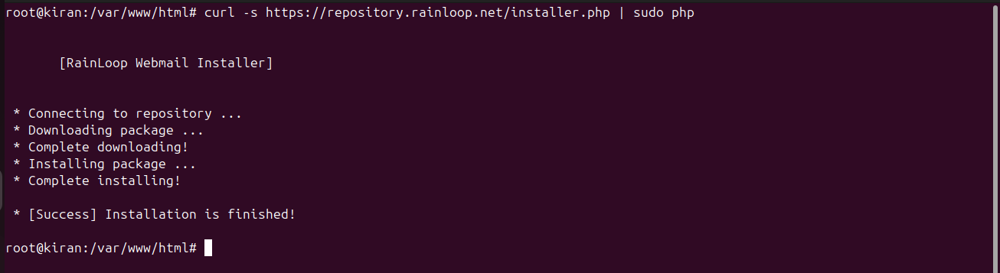 root@kiran:/var/www/html# curl -s https://repository.rainloop.net/installer.php | sudo php
[RainLoop Webmail Installer]
* Connecting to repository ...
* Downloading package ...
* Complete downloading!
* Installing package ...
* Complete installing!
* [Success] Installation is finished!
root@kiran:/var/www/html#